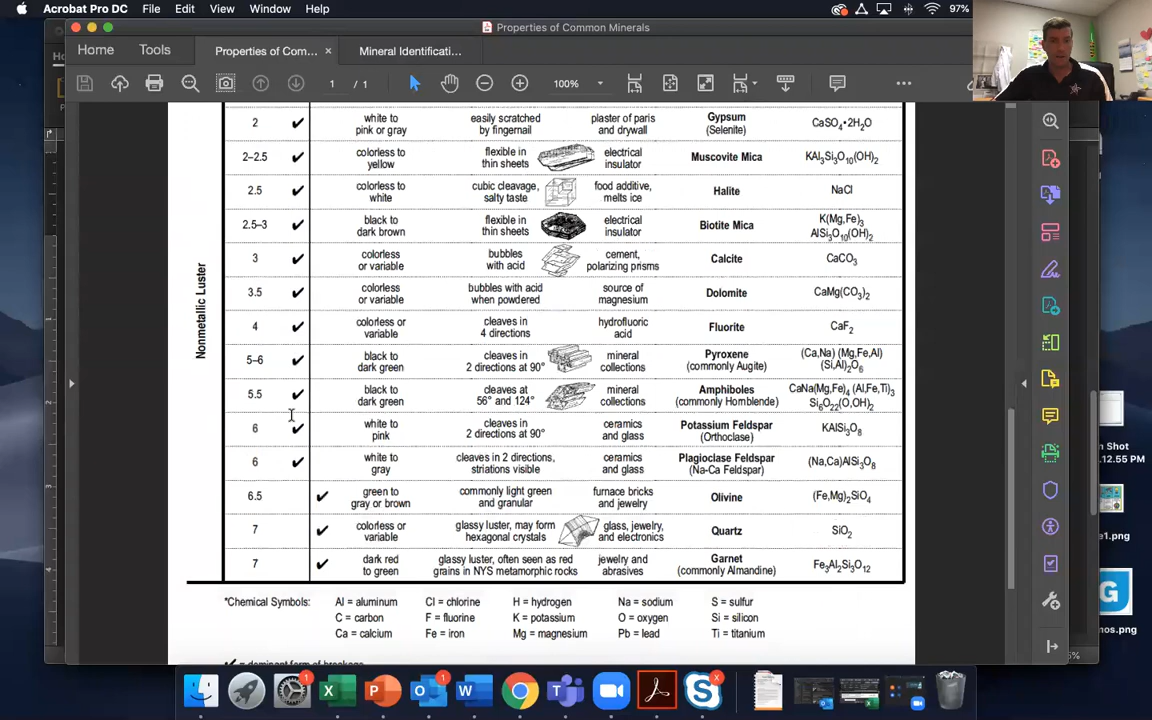 Acrobat Pro DC File Edit View Window Help 97%
Properties of Common Minerals
Home Tools Properties of Com... × Mineral Identificati...
1 / 1 100%
2 ✔ white to pink or gray easily scratched by fingernail plaster of paris and drywall Gypsum (Selenite) CaSO₄•2H₂O
2–2.5 ✔ colorless to yellow flexible in thin sheets electrical insulator Muscovite Mica KAl₃Si₃O₁₀(OH)₂
2.5 ✔ colorless to white cubic cleavage, salty taste food additive, melts ice Halite NaCl
2.5–3 ✔ black to dark brown flexible in thin sheets electrical insulator Biotite Mica K(Mg,Fe)₃ AlSi₃O₁₀(OH)₂
3 ✔ colorless or variable bubbles with acid cement, polarizing prisms Calcite CaCO₃
3.5 ✔ colorless or variable bubbles with acid when powdered source of magnesium Dolomite CaMg(CO₃)₂
4 ✔ colorless or variable cleaves in 4 directions hydrofluoric acid Fluorite CaF₂
5–6 ✔ black to dark green cleaves in 2 directions at 90° mineral collections Pyroxene (commonly Augite) (Ca,Na) (Mg,Fe,Al) (Si,Al)₂O₆
5.5 ✔ black to dark green cleaves at 56° and 124° mineral collections Amphiboles (commonly Hornblende) CaNa(Mg,Fe)₄ (Al,Fe,Ti)₃ Si₆O₂₂(O,OH)₂
6 ✔ white to pink cleaves in 2 directions at 90° ceramics and glass Potassium Feldspar (Orthoclase) KAlSi₃O₈
6 ✔ white to gray cleaves in 2 directions, striations visible ceramics and glass Plagioclase Feldspar (Na-Ca Feldspar) (Na,Ca)AlSi₃O₈
6.5 ✔ green to gray or brown commonly light green and granular furnace bricks and jewelry Olivine (Fe,Mg)₂SiO₄
7 ✔ colorless or variable glassy luster, may form hexagonal crystals glass, jewelry, and electronics Quartz SiO₂
7 ✔ dark red to green glassy luster, often seen as red grains in NYS metamorphic rocks jewelry and abrasives Garnet (commonly Almandine) Fe₃Al₂Si₃O₁₂
Nonmetallic Luster
*Chemical Symbols: Al = aluminum Cl = chlorine H = hydrogen Na = sodium S = sulfur
C = carbon F = fluorine K = potassium O = oxygen Si = silicon
Ca = calcium Fe = iron Mg = magnesium Pb = lead Ti = titanium
✔ = dominant form of breakage
Shot
12.55 PM
e1.png
mos.png
5%